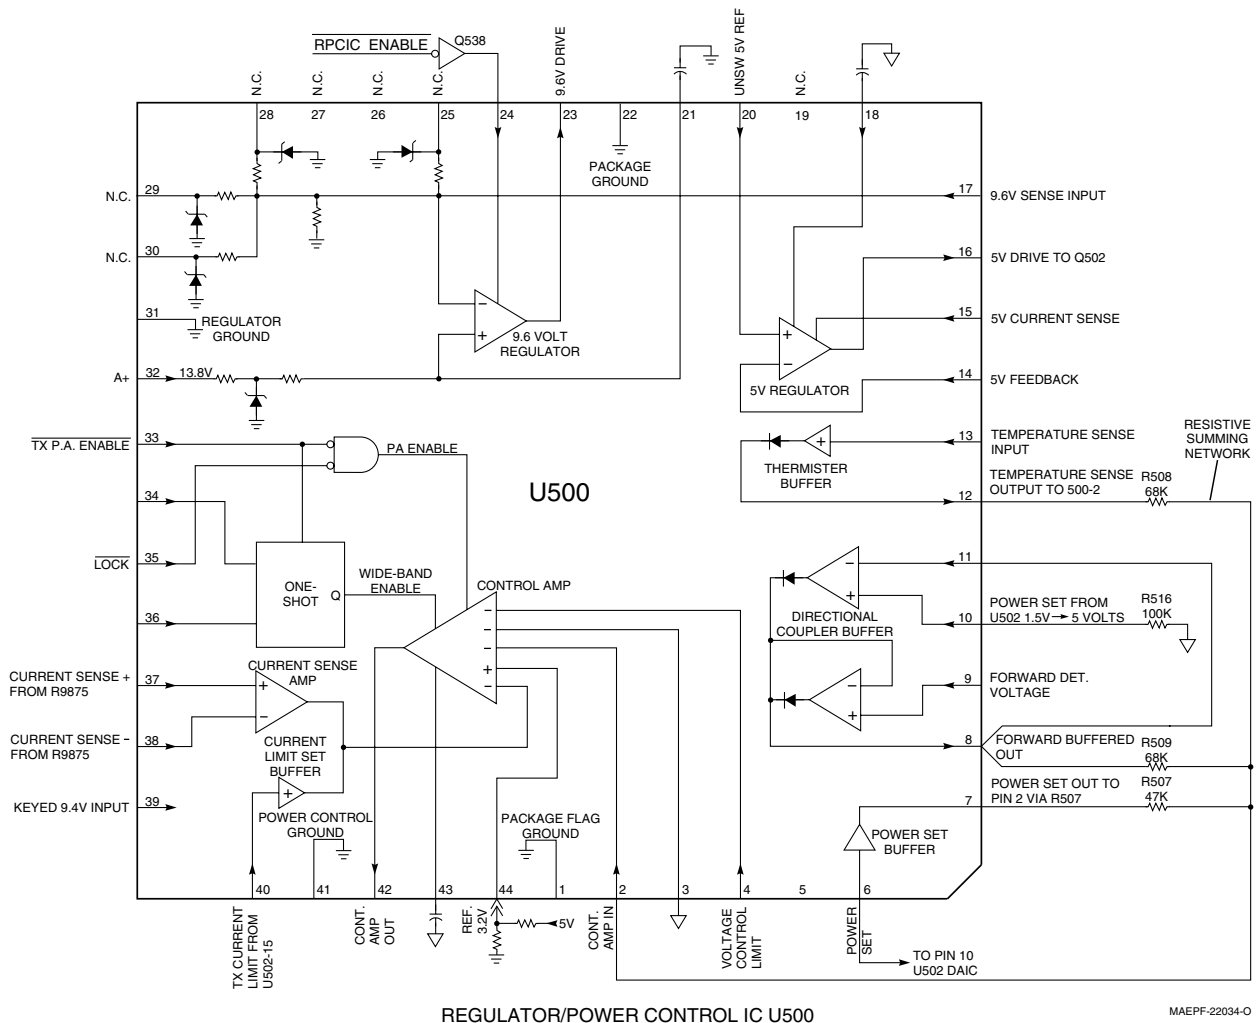 RPCIC ENABLE
Q538
N.C.
N.C.
N.C.
N.C.
9.6V DRIVE
UNSW 5V REF
N.C.
28
27
26
25
24
23
22
21
20
19
18
PACKAGE
GROUND
N.C.
29
17
9.6V SENSE INPUT
N.C.
30
16
5V DRIVE TO Q502
31
REGULATOR
GROUND
−
+
9.6 VOLT
REGULATOR
+
−
5V REGULATOR
15
5V CURRENT SENSE
A+
32
13.8V
14
5V FEEDBACK
TX P.A. ENABLE
33
PA ENABLE
+
THERMISTER
BUFFER
13
TEMPERATURE SENSE
INPUT
RESISTIVE
SUMMING
NETWORK
34
U500
12
TEMPERATURE SENSE
OUTPUT TO 500-2
R508
68K
LOCK
35
ONE-
SHOT
Q
WIDE-BAND
ENABLE
CONTROL AMP
−
−
−
+
−
−
+
DIRECTIONAL
COUPLER BUFFER
11
36
10
POWER SET FROM
U502 1.5V → 5 VOLTS
R516
100K
CURRENT SENSE +
FROM R9875
37
CURRENT SENSE
AMP
+
−
−
+
9
FORWARD DET.
VOLTAGE
CURRENT SENSE −
FROM R9875
38
CURRENT
LIMIT SET
BUFFER
+
8
FORWARD BUFFERED
OUT
R509
68K
KEYED 9.4V INPUT
39
POWER CONTROL
GROUND
PACKAGE FLAG
GROUND
7
POWER SET OUT TO
PIN 2 VIA R507
R507
47K
POWER SET
BUFFER
40
41
42
43
44
1
2
3
4
5
6
TX CURRENT
LIMIT FROM
U502-15
CONT.
AMP
OUT
REF.
3.2V
5V
CONT.
AMP IN
VOLTAGE
CONTROL
LIMIT
POWER
SET
TO PIN 10
U502 DAIC
REGULATOR/POWER CONTROL IC U500
MAEPF-22034-O